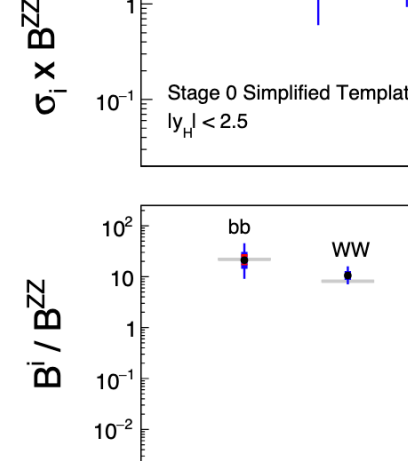 1
σi x BZZ
10−1
Stage 0 Simplified
|yH| < 2.5
bb
WW
102
10
1
10−1
10−2
Bi / BZZ